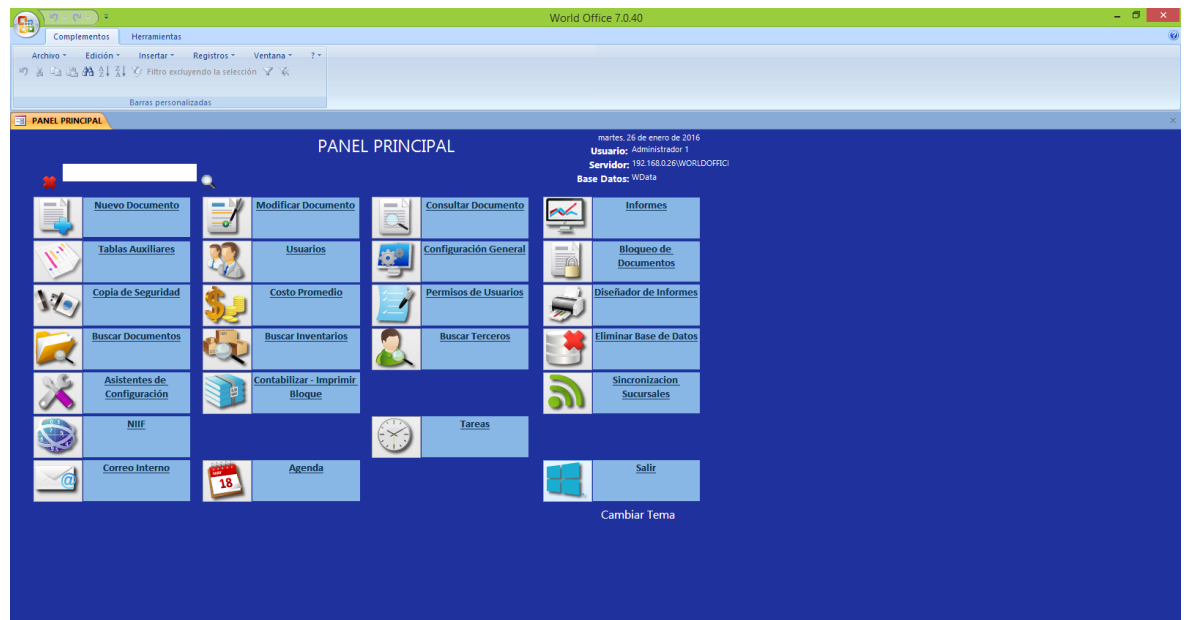 World Office 7.0.40
Complementos Herramientas
Archivo Edición Insertar Registros Ventana ?
Filtro excluyendo la selección
Barras personalizadas
PANEL PRINCIPAL
PANEL PRINCIPAL
martes, 26 de enero de 2016
Usuario: Administrador 1
Servidor: 192.168.0.26\WORLDOFFICI
Base Datos: WData
Nuevo Documento Modificar Documento Consultar Documento Informes
Tablas Auxiliares Usuarios Configuración General Bloqueo de
Documentos
Copia de Seguridad Costo Promedio Permisos de Usuarios Diseñador de Informes
Buscar Documentos Buscar Inventarios Buscar Terceros Eliminar Base de Datos
Asistentes de Contabilizar - Imprimir Sincronizacion
Configuración Bloque Sucursales
NIIF Tareas
Correo Interno Agenda Salir
18
Cambiar Tema